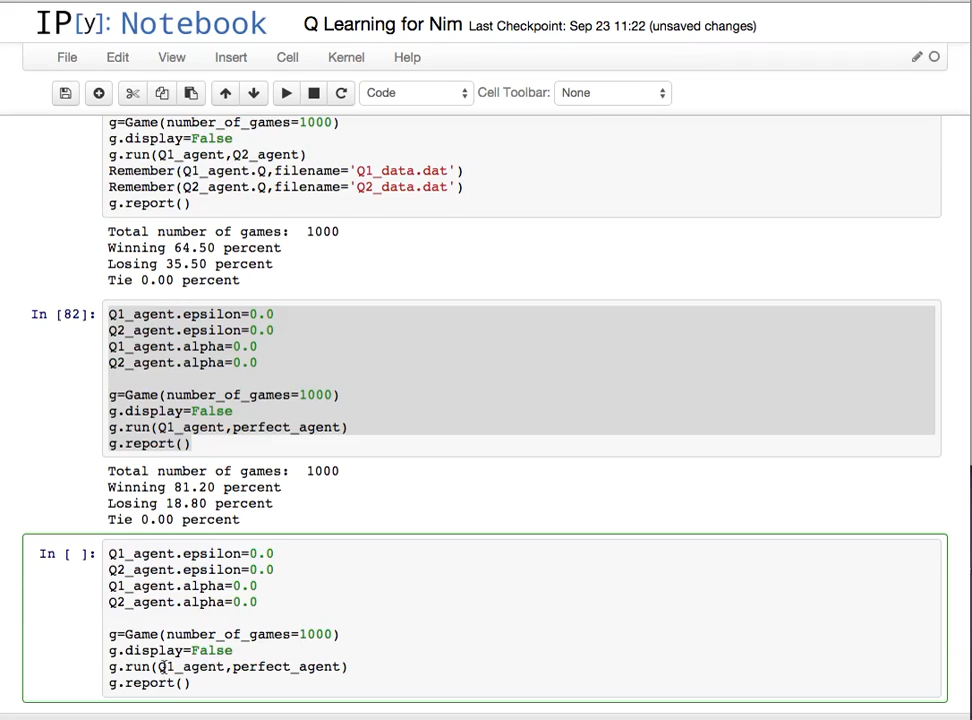 IP[y]: Notebook Q Learning for Nim Last Checkpoint: Sep 23 11:22 (unsaved changes)
File Edit View Insert Cell Kernel Help
Code Cell Toolbar: None
g=Game(number_of_games=1000)
g.display=False
g.run(Q1_agent,Q2_agent)
Remember(Q1_agent.Q,filename='Q1_data.dat')
Remember(Q2_agent.Q,filename='Q2_data.dat')
g.report()
Total number of games:  1000
Winning 64.50 percent
Losing 35.50 percent
Tie 0.00 percent
In [82]: Q1_agent.epsilon=0.0
Q2_agent.epsilon=0.0
Q1_agent.alpha=0.0
Q2_agent.alpha=0.0
g=Game(number_of_games=1000)
g.display=False
g.run(Q1_agent,perfect_agent)
g.report()
Total number of games:  1000
Winning 81.20 percent
Losing 18.80 percent
Tie 0.00 percent
In [ ]: Q1_agent.epsilon=0.0
Q2_agent.epsilon=0.0
Q1_agent.alpha=0.0
Q2_agent.alpha=0.0
g=Game(number_of_games=1000)
g.display=False
g.run(Q1_agent,perfect_agent)
g.report()